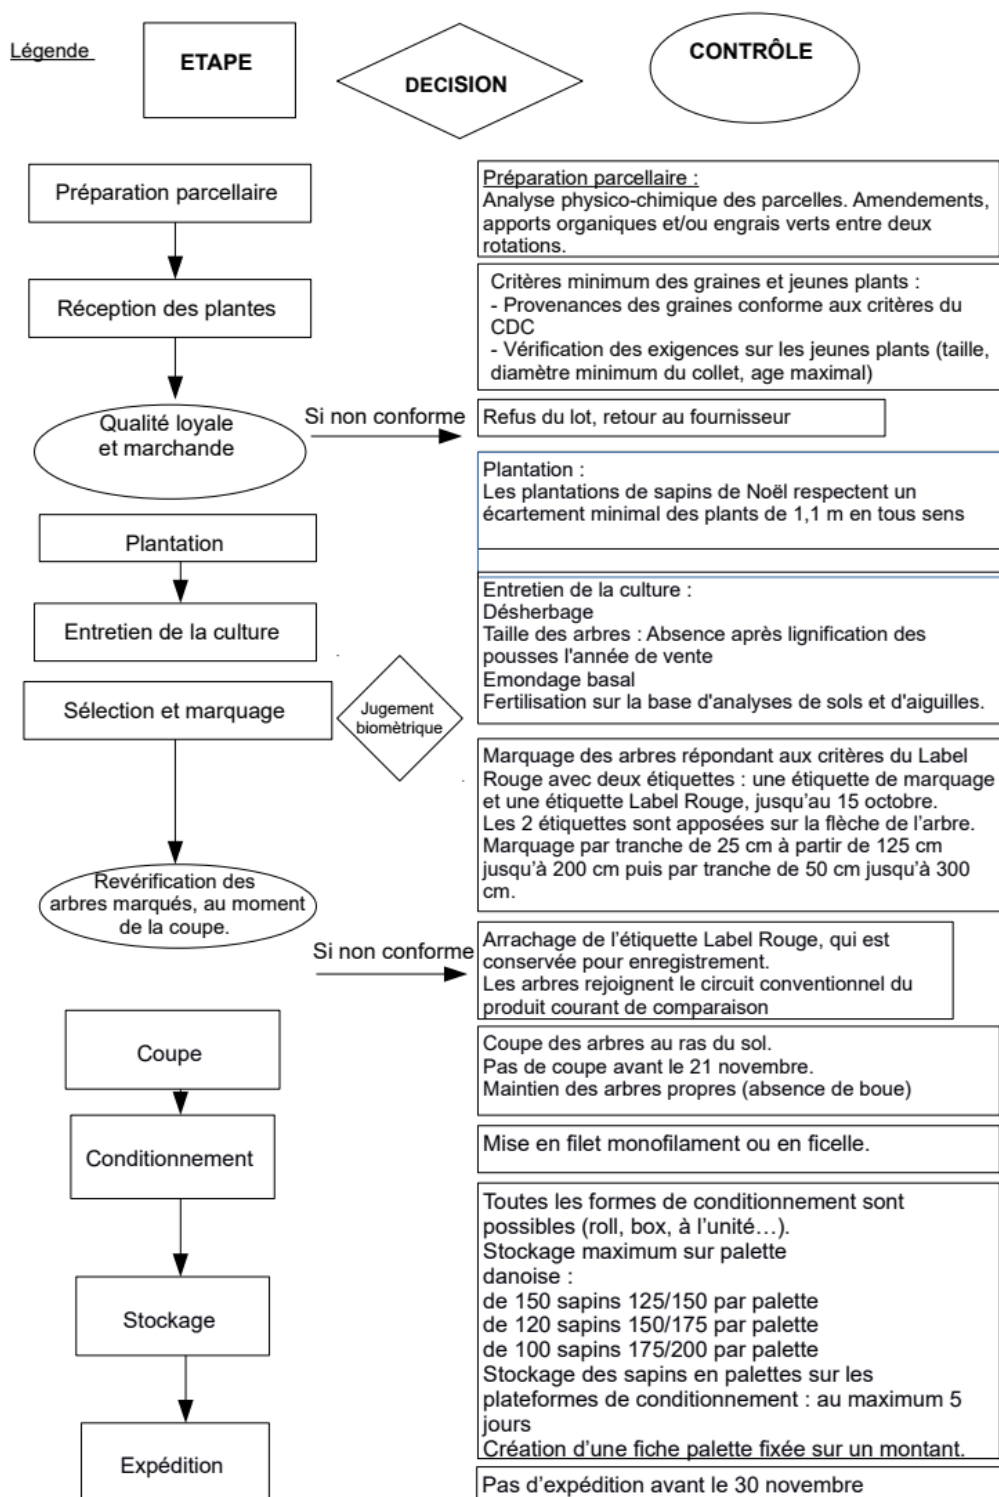 Légende
ETAPE
DECISION
CONTRÔLE
Préparation parcellaire
Préparation parcellaire :
Analyse physico-chimique des parcelles. Amendements,
apports organiques et/ou engrais verts entre deux
rotations.
Réception des plantes
Critères minimum des graines et jeunes plants :
- Provenances des graines conforme aux critères du
CDC
- Vérification des exigences sur les jeunes plants (taille,
diamètre minimum du collet, age maximal)
Qualité loyale
et marchande
Si non conforme
Refus du lot, retour au fournisseur
Plantation :
Les plantations de sapins de Noël respectent un
écartement minimal des plants de 1,1 m en tous sens
Plantation
Entretien de la culture
Entretien de la culture :
Désherbage
Taille des arbres : Absence après lignification des
pousses l'année de vente
Emondage basal
Fertilisation sur la base d'analyses de sols et d'aiguilles.
Sélection et marquage
Jugement
biomètrique
Marquage des arbres répondant aux critères du Label
Rouge avec deux étiquettes : une étiquette de marquage
et une étiquette Label Rouge, jusqu'au 15 octobre.
Les 2 étiquettes sont apposées sur la flèche de l'arbre.
Marquage par tranche de 25 cm à partir de 125 cm
jusqu'à 200 cm puis par tranche de 50 cm jusqu'à 300
cm.
Revérification des
arbres marqués, au moment
de la coupe.
Si non conforme
Arrachage de l'étiquette Label Rouge, qui est
conservée pour enregistrement.
Les arbres rejoignent le circuit conventionnel du
produit courant de comparaison
Coupe
Coupe des arbres au ras du sol.
Pas de coupe avant le 21 novembre.
Maintien des arbres propres (absence de boue)
Conditionnement
Mise en filet monofilament ou en ficelle.
Stockage
Toutes les formes de conditionnement sont
possibles (roll, box, à l'unité…).
Stockage maximum sur palette
danoise :
de 150 sapins 125/150 par palette
de 120 sapins 150/175 par palette
de 100 sapins 175/200 par palette
Stockage des sapins en palettes sur les
plateformes de conditionnement : au maximum 5
jours
Création d'une fiche palette fixée sur un montant.
Expédition
Pas d'expédition avant le 30 novembre